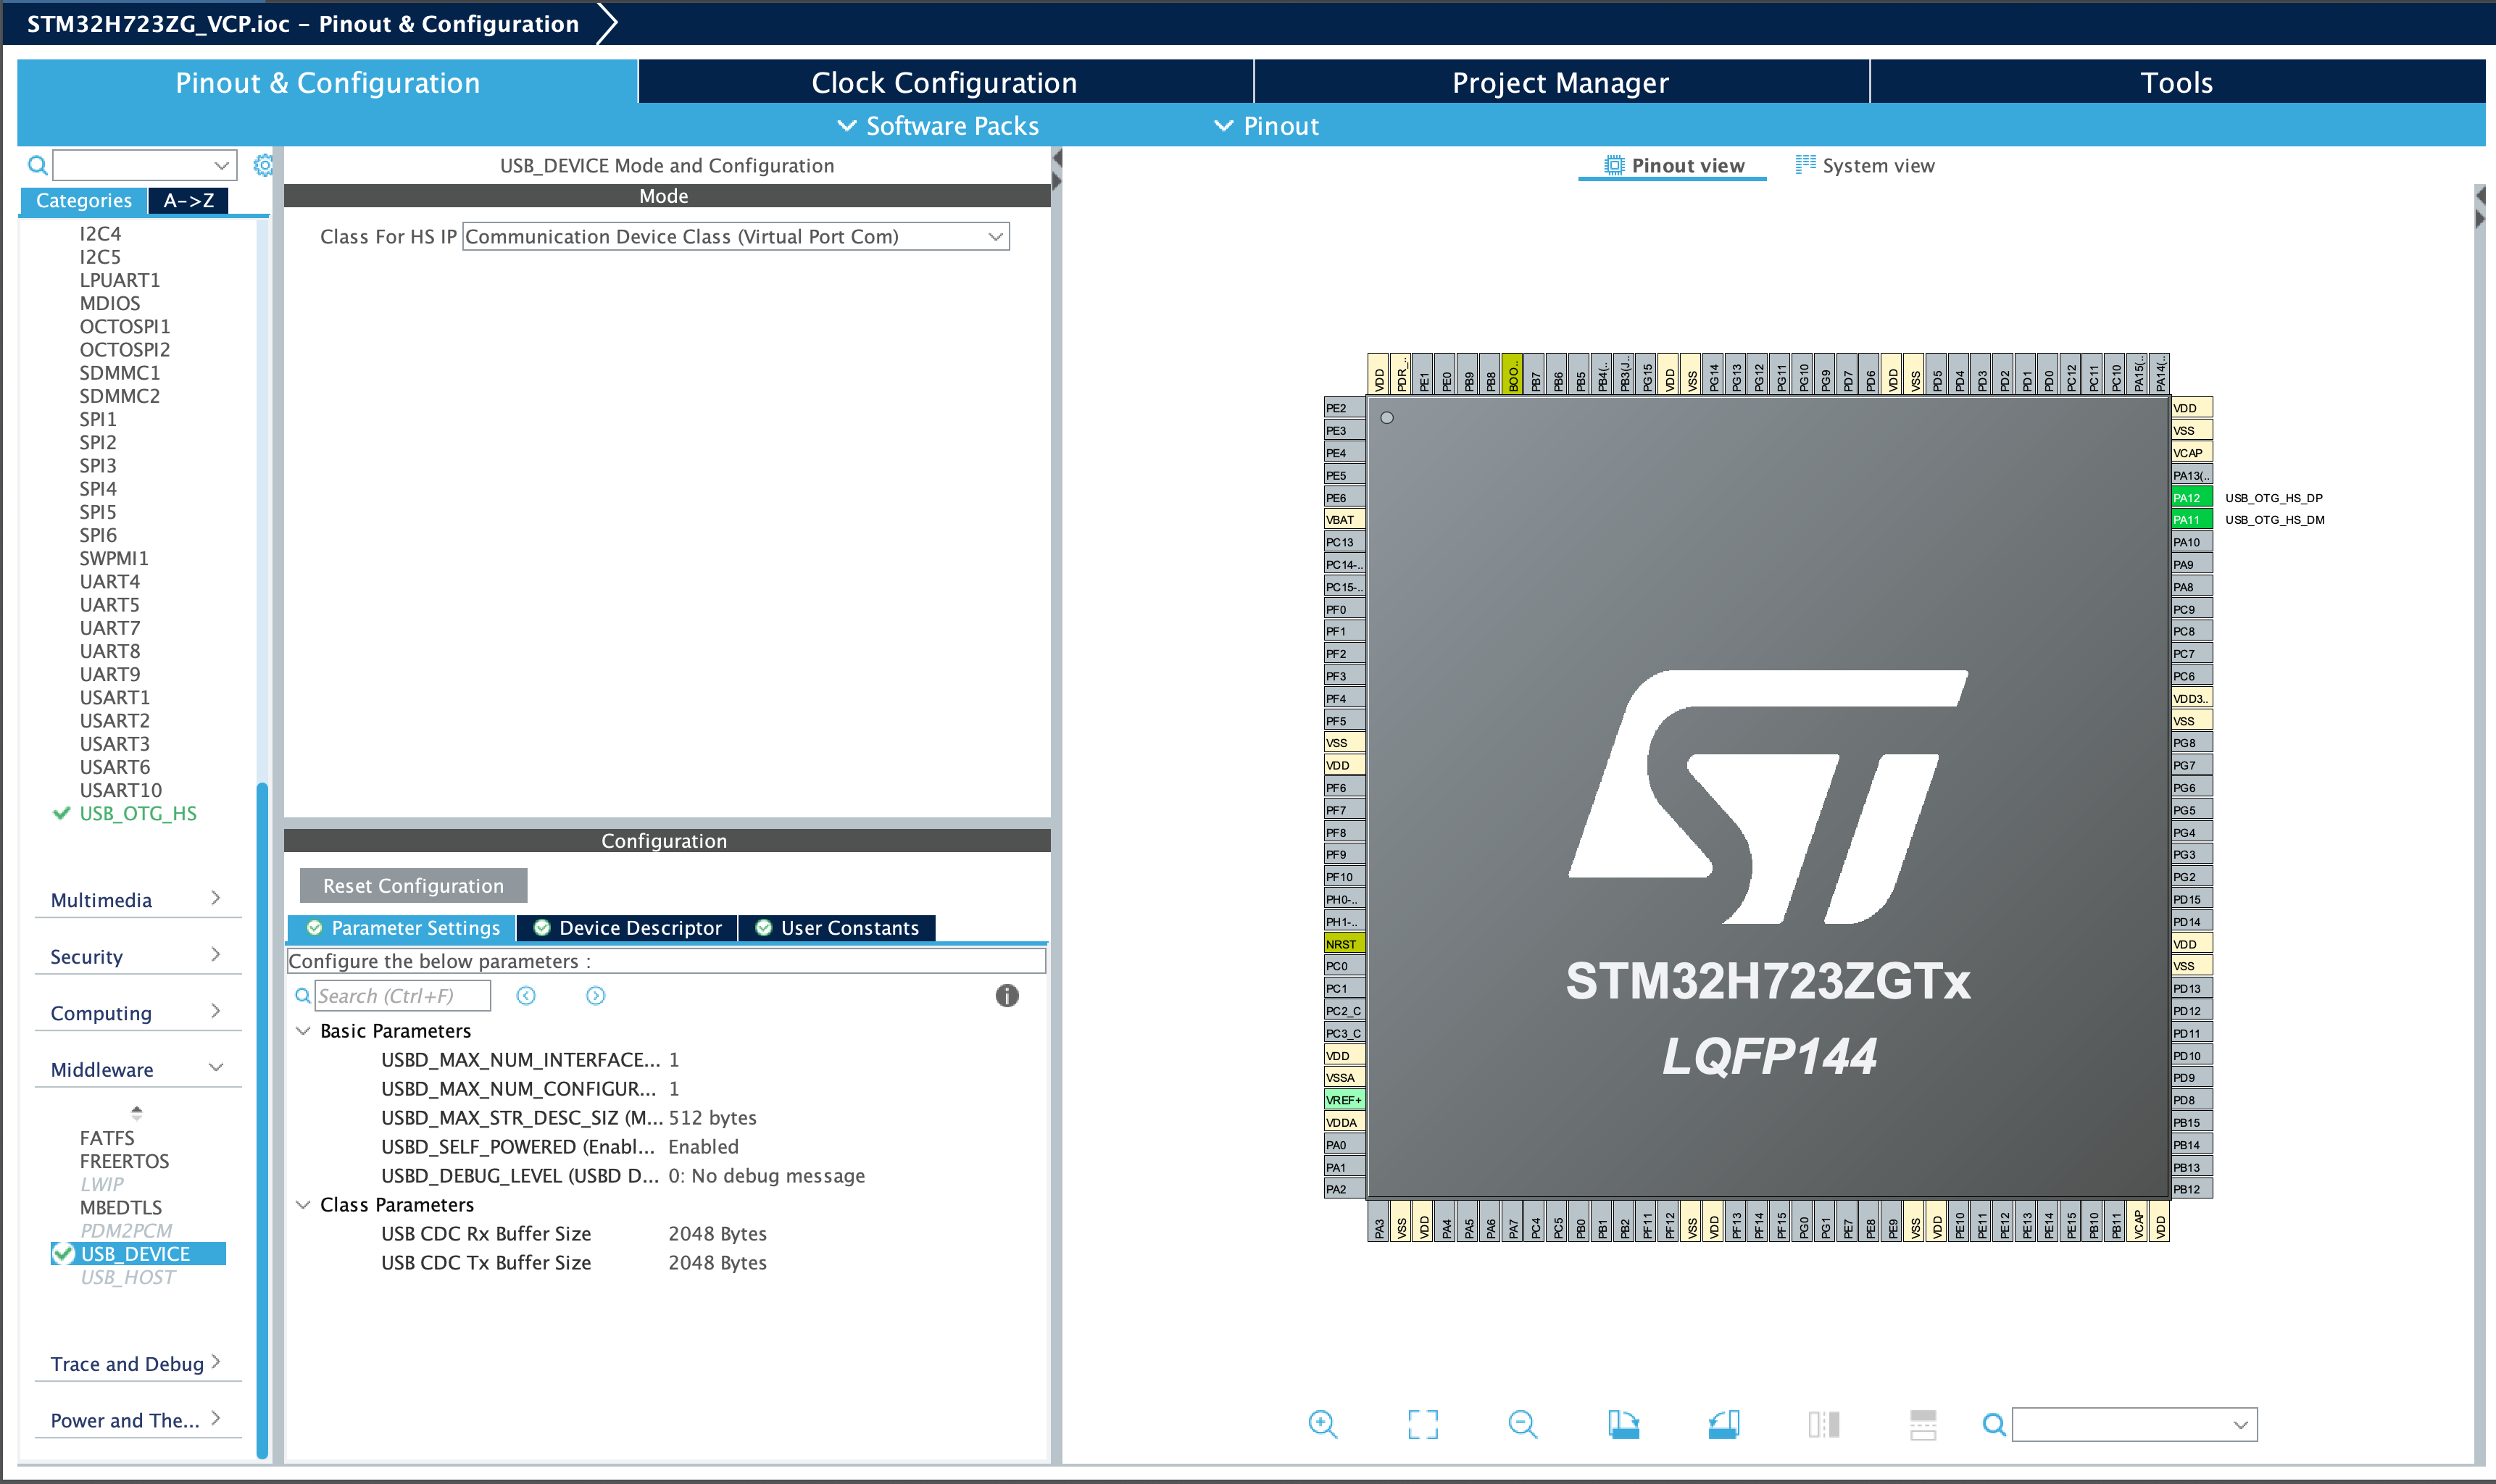 STM32H723ZG_VCP.ioc – Pinout & Configuration
Pinout & Configuration
Clock Configuration
Project Manager
Tools
Software Packs
Pinout
Categories
A->Z
I2C4
I2C5
LPUART1
MDIOS
OCTOSPI1
OCTOSPI2
SDMMC1
SDMMC2
SPI1
SPI2
SPI3
SPI4
SPI5
SPI6
SWPMI1
UART4
UART5
UART7
UART8
UART9
USART1
USART2
USART3
USART6
USART10
USB_OTG_HS
Multimedia
Security
Computing
Middleware
FATFS
FREERTOS
LWIP
MBEDTLS
PDM2PCM
USB_DEVICE
USB_HOST
Trace and Debug
Power and The...
USB_DEVICE Mode and Configuration
Mode
Class For HS IP Communication Device Class (Virtual Port Com)
Configuration
Reset Configuration
Parameter Settings
Device Descriptor
User Constants
Configure the below parameters :
Search (Ctrl+F)
Basic Parameters
USBD_MAX_NUM_INTERFACE... 1
USBD_MAX_NUM_CONFIGUR... 1
USBD_MAX_STR_DESC_SIZ (M... 512 bytes
USBD_SELF_POWERED (Enabl... Enabled
USBD_DEBUG_LEVEL (USBD D... 0: No debug message
Class Parameters
USB CDC Rx Buffer Size 2048 Bytes
USB CDC Tx Buffer Size 2048 Bytes
Pinout view
System view
VDD
PDR_..
PE1
PE0
PB9
PB8
BOO..
PB7
PB6
PB5
PB4(..
PB3(J..
PG15
VDD
VSS
PG14
PG13
PG12
PG11
PG10
PG9
PD7
PD6
VDD
VSS
PD5
PD4
PD3
PD2
PD1
PD0
PC12
PC11
PC10
PA15(..
PA14(..
PE2
PE3
PE4
PE5
PE6
VBAT
PC13
PC14-..
PC15-..
PF0
PF1
PF2
PF3
PF4
PF5
VSS
VDD
PF6
PF7
PF8
PF9
PF10
PH0-..
PH1-..
NRST
PC0
PC1
PC2_C
PC3_C
VDD
VSSA
VREF+
VDDA
PA0
PA1
PA2
ST
STM32H723ZGTx
LQFP144
VDD
VSS
VCAP
PA13(..
PA12 USB_OTG_HS_DP
PA11 USB_OTG_HS_DM
PA10
PA9
PA8
PC9
PC8
PC7
PC6
VDD3..
VSS
PG8
PG7
PG6
PG5
PG4
PG3
PG2
PD15
PD14
VDD
VSS
PD13
PD12
PD11
PD10
PD9
PD8
PB15
PB14
PB13
PB12
PA3
VSS
VDD
PA4
PA5
PA6
PA7
PC4
PC5
PB0
PB1
PB2
PF11
PF12
VSS
VDD
PF13
PF14
PF15
PG0
PG1
PE7
PE8
PE9
VSS
VDD
PE10
PE11
PE12
PE13
PE14
PE15
PB10
PB11
VCAP
VDD